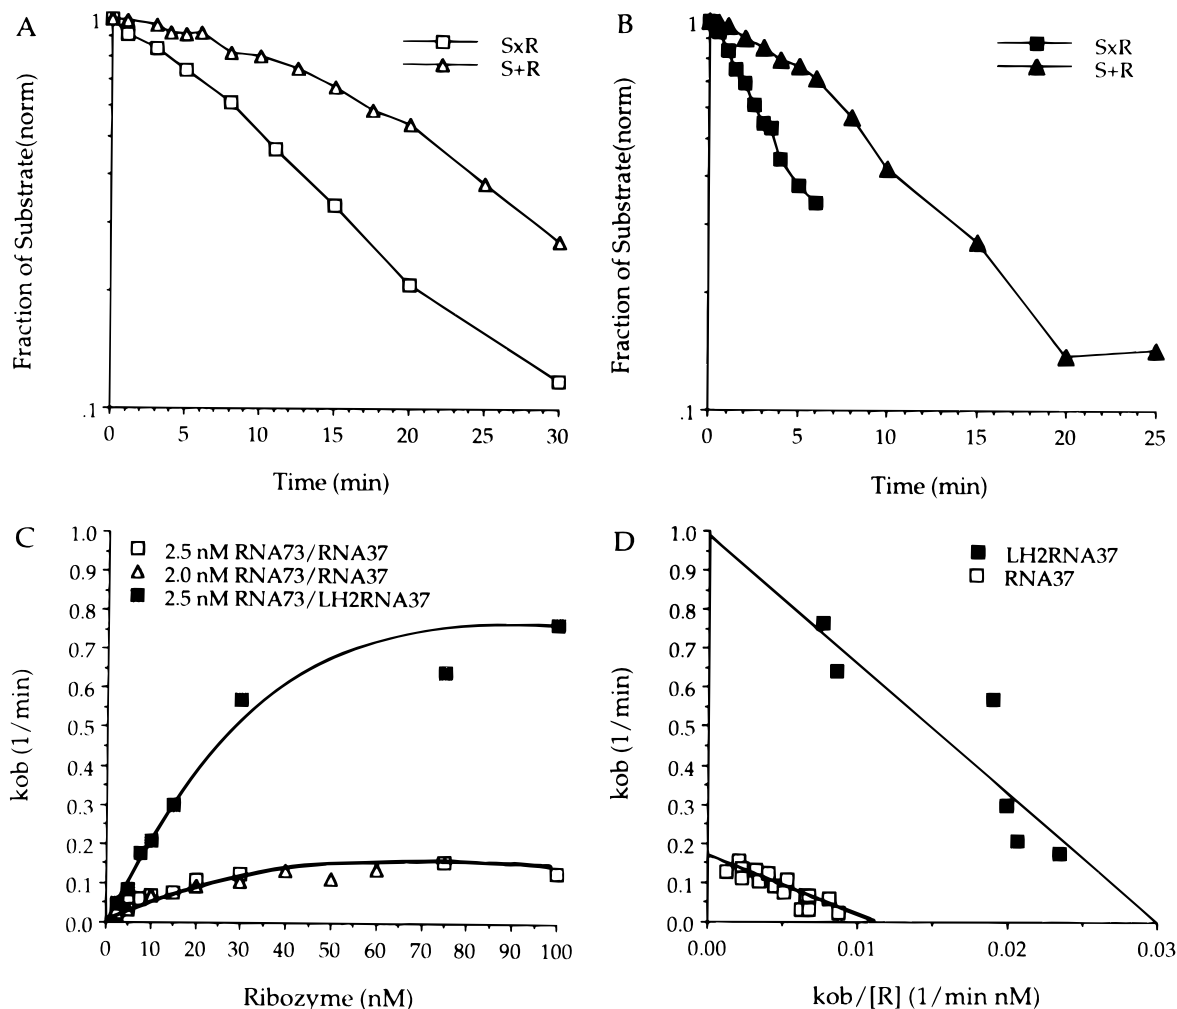 A
1
.1
Fraction of Substrate(norm)
SxR
S+R
0 5 10 15 20 25 30
Time (min)
B
1
.1
Fraction of Substrate(norm)
SxR
S+R
0 5 10 15 20 25
Time (min)
C
1.0
0.9
0.8
0.7
0.6
0.5
0.4
0.3
0.2
0.1
0.0
kob (1/min)
2.5 nM RNA73/RNA37
2.0 nM RNA73/RNA37
2.5 nM RNA73/LH2RNA37
0 10 20 30 40 50 60 70 80 90 100
Ribozyme (nM)
D
1.0
0.9
0.8
0.7
0.6
0.5
0.4
0.3
0.2
0.1
0.0
kob (1/min)
LH2RNA37
RNA37
0.00 0.01 0.02 0.03
kob/[R] (1/min nM)